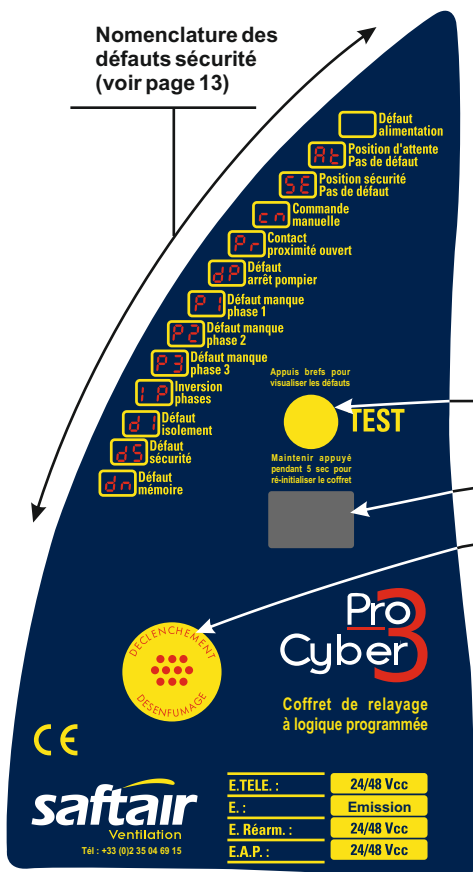 Nomenclature des
défauts sécurité
(voir page 13)
Défaut
alimentation
At Position d'attente
Pas de défaut
SE Position sécurité
Pas de défaut
cn Commande
manuelle
Pr Contact
proximité ouvert
dP Défaut
arrêt pompier
P1 Défaut manque
phase 1
P2 Défaut manque
phase 2
P3 Défaut manque
phase 3
IP Inversion
phases
dI Défaut
isolement
dS Défaut
sécurité
dn Défaut
mémoire
Appuis brefs pour
visualiser les défauts
TEST
Maintenir appuyé
pendant 5 sec pour
ré-initialiser le coffret
DÉCLENCHEMENT
DESENFUMAGE
Pro
Cyber 3
Coffret de relayage
à logique programmée
CE
saftair
Ventilation
Tél : +33 (0)2 35 04 69 15
E.TELE. : 24/48 Vcc
E. : Emission
E. Réarm. : 24/48 Vcc
E.A.P. : 24/48 Vcc